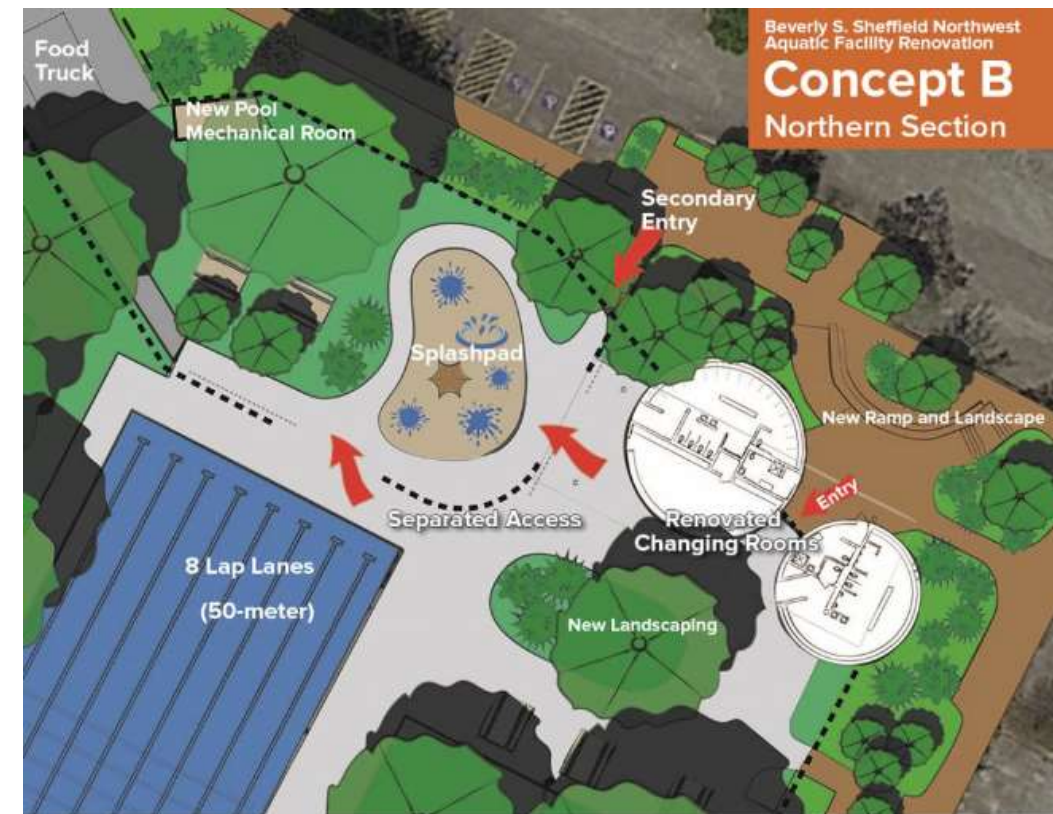 Beverly S. Sheffield Northwest
Aquatic Facility Renovation
Concept B
Northern Section
Food
Truck
New Pool
Mechanical Room
Secondary
Entry
Splashpad
New Ramp and Landscape
Entry
Separated Access
Renovated
Changing Rooms
8 Lap Lanes
(50-meter)
New Landscaping